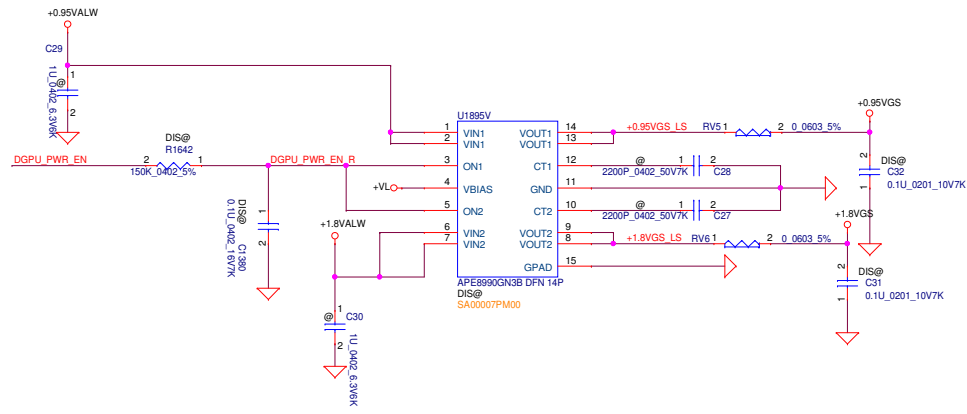 +0.95VALW
C29
1
@
2
1U_0402_6.3V6K
DGPU_PWR_EN
DIS@
R1642
2
1
150K_0402_5%
DGPU_PWR_EN_R
DIS@
0.1U_0402_16V7K
1
2
C1380
+VL
+1.8VALW
1
@
C30
2
1U_0402_6.3V6K
U1895V
1 VIN1
2 VIN1
3 ON1
4 VBIAS
5 ON2
6 VIN2
7 VIN2
VOUT1 14
VOUT1 13
CT1 12
GND 11
CT2 10
VOUT2 9
VOUT2 8
GPAD 15
APE8990GN3B DFN 14P
DIS@
SA00007PM00
+0.95VGS_LS
RV5 1
2 0_0603_5%
@ 1 2
2200P_0402_50V7K C28
@ 1 2
2200P_0402_50V7K C27
+1.8VGS_LS
RV6 1
2 0_0603_5%
+0.95VGS
2
DIS@
C32
1
0.1U_0201_10V7K
+1.8VGS
2
DIS@
C31
1
0.1U_0201_10V7K